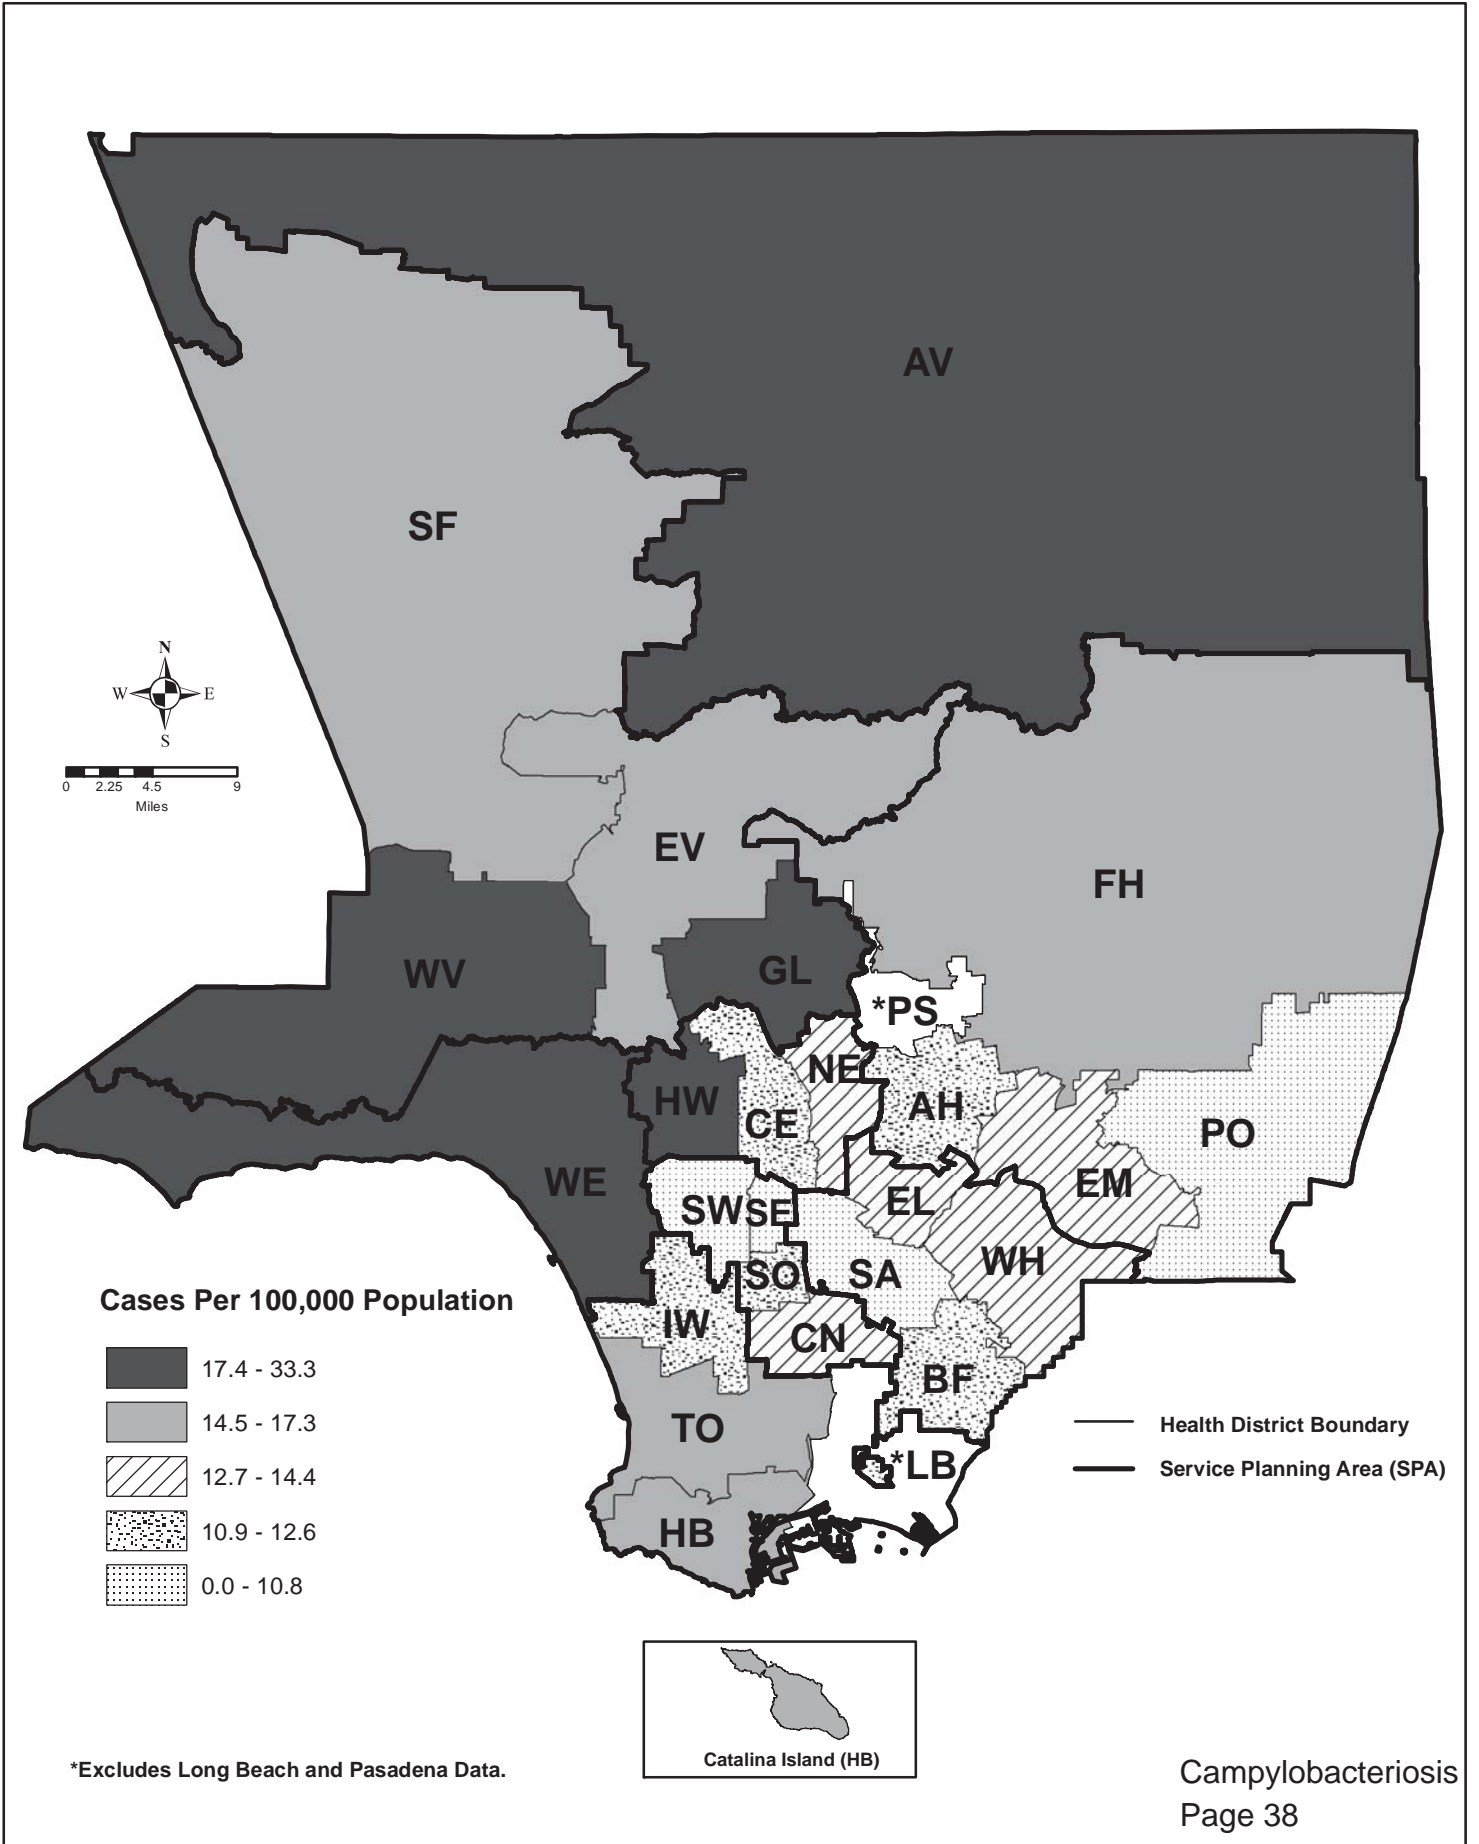 AV
SF
N
W E
S
0 2.25 4.5 9
Miles
EV
FH
WV
GL
*PS
NE
HW
AH
CE
PO
WE
EM
SW
SE
EL
WH
SO
SA
Cases Per 100,000 Population
IW
CN
17.4 - 33.3
BF
14.5 - 17.3
TO
Health District Boundary
12.7 - 14.4
*LB
Service Planning Area (SPA)
10.9 - 12.6
HB
0.0 - 10.8
Catalina Island (HB)
*Excludes Long Beach and Pasadena Data.
Campylobacteriosis
Page 38